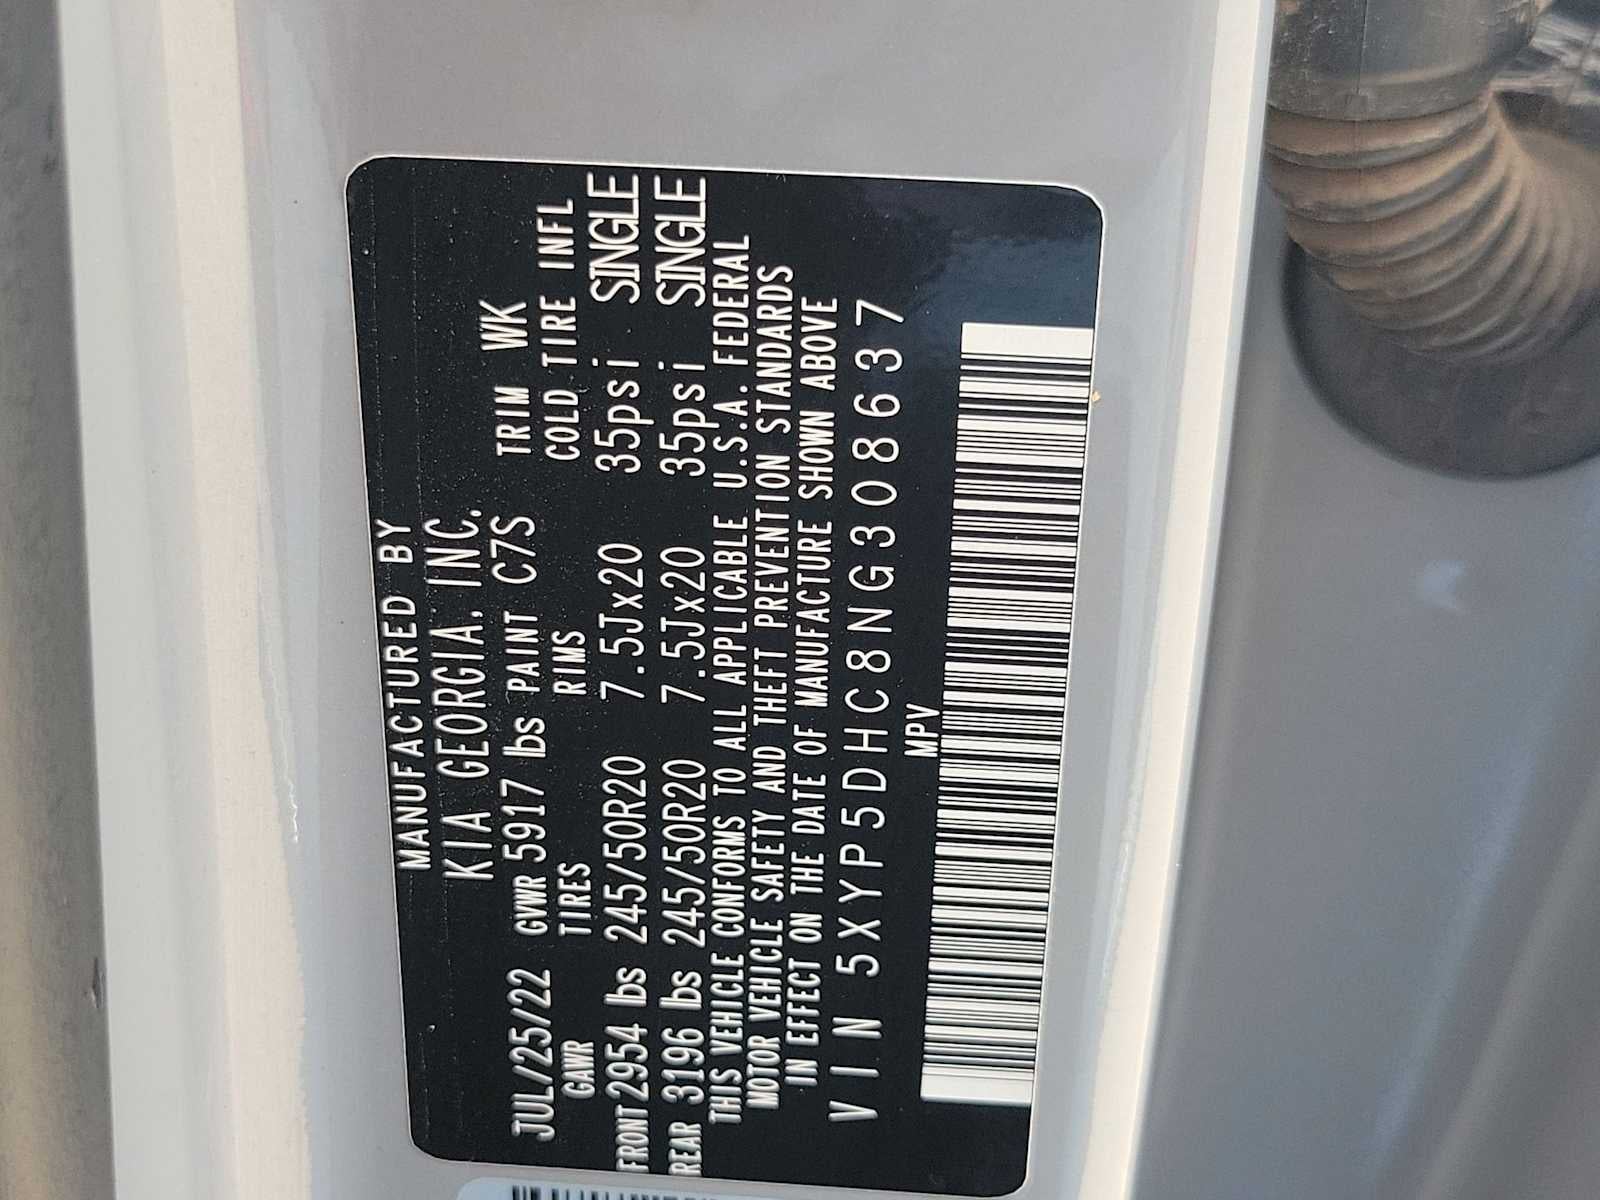 MANUFACTURED BY
KIA GEORGIA, INC.
JUL/25/22 GVWR 5917 lbs PAINT C7S TRIM WK
GAWR TIRES RIMS COLD TIRE INFL
FRONT 2954 lbs 245/50R20 7.5Jx20 35psi SINGLE
REAR 3196 lbs 245/50R20 7.5Jx20 35psi SINGLE
THIS VEHICLE CONFORMS TO ALL APPLICABLE U.S.A. FEDERAL
MOTOR VEHICLE SAFETY AND THEFT PREVENTION STANDARDS
IN EFFECT ON THE DATE OF MANUFACTURE SHOWN ABOVE
VIN 5XYP5DHC8NG308637
MPV